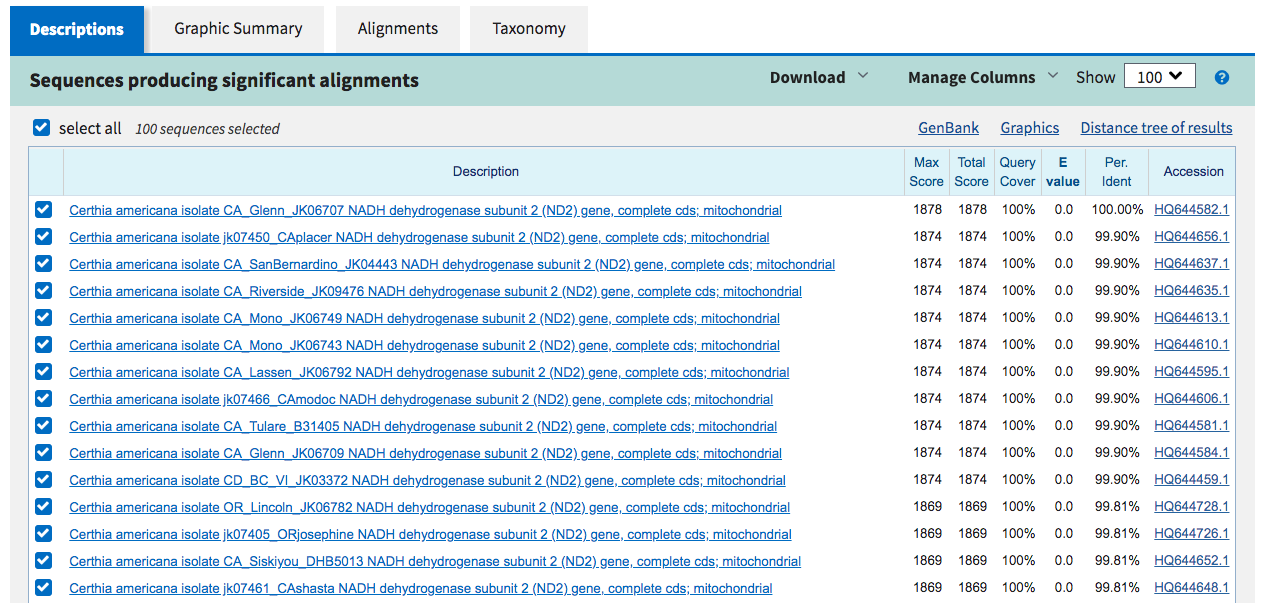 Descriptions Graphic Summary Alignments Taxonomy
Sequences producing significant alignments Download Manage Columns Show 100 ?
select all 100 sequences selected GenBank Graphics Distance tree of results
Description Max Score Total Score Query Cover E value Per. Ident Accession
Certhia americana isolate CA_Glenn_JK06707 NADH dehydrogenase subunit 2 (ND2) gene, complete cds; mitochondrial 1878 1878 100% 0.0 100.00% HQ644582.1
Certhia americana isolate jk07450_CAplacer NADH dehydrogenase subunit 2 (ND2) gene, complete cds; mitochondrial 1874 1874 100% 0.0 99.90% HQ644656.1
Certhia americana isolate CA_SanBernardino_JK04443 NADH dehydrogenase subunit 2 (ND2) gene, complete cds; mitochondrial 1874 1874 100% 0.0 99.90% HQ644637.1
Certhia americana isolate CA_Riverside_JK09476 NADH dehydrogenase subunit 2 (ND2) gene, complete cds; mitochondrial 1874 1874 100% 0.0 99.90% HQ644635.1
Certhia americana isolate CA_Mono_JK06749 NADH dehydrogenase subunit 2 (ND2) gene, complete cds; mitochondrial 1874 1874 100% 0.0 99.90% HQ644613.1
Certhia americana isolate CA_Mono_JK06743 NADH dehydrogenase subunit 2 (ND2) gene, complete cds; mitochondrial 1874 1874 100% 0.0 99.90% HQ644610.1
Certhia americana isolate CA_Lassen_JK06792 NADH dehydrogenase subunit 2 (ND2) gene, complete cds; mitochondrial 1874 1874 100% 0.0 99.90% HQ644595.1
Certhia americana isolate jk07466_CAmodoc NADH dehydrogenase subunit 2 (ND2) gene, complete cds; mitochondrial 1874 1874 100% 0.0 99.90% HQ644606.1
Certhia americana isolate CA_Tulare_B31405 NADH dehydrogenase subunit 2 (ND2) gene, complete cds; mitochondrial 1874 1874 100% 0.0 99.90% HQ644581.1
Certhia americana isolate CA_Glenn_JK06709 NADH dehydrogenase subunit 2 (ND2) gene, complete cds; mitochondrial 1874 1874 100% 0.0 99.90% HQ644584.1
Certhia americana isolate CD_BC_VI_JK03372 NADH dehydrogenase subunit 2 (ND2) gene, complete cds; mitochondrial 1874 1874 100% 0.0 99.90% HQ644459.1
Certhia americana isolate OR_Lincoln_JK06782 NADH dehydrogenase subunit 2 (ND2) gene, complete cds; mitochondrial 1869 1869 100% 0.0 99.81% HQ644728.1
Certhia americana isolate jk07405_ORjosephine NADH dehydrogenase subunit 2 (ND2) gene, complete cds; mitochondrial 1869 1869 100% 0.0 99.81% HQ644726.1
Certhia americana isolate CA_Siskiyou_DHB5013 NADH dehydrogenase subunit 2 (ND2) gene, complete cds; mitochondrial 1869 1869 100% 0.0 99.81% HQ644652.1
Certhia americana isolate jk07461_CAshasta NADH dehydrogenase subunit 2 (ND2) gene, complete cds; mitochondrial 1869 1869 100% 0.0 99.81% HQ644648.1